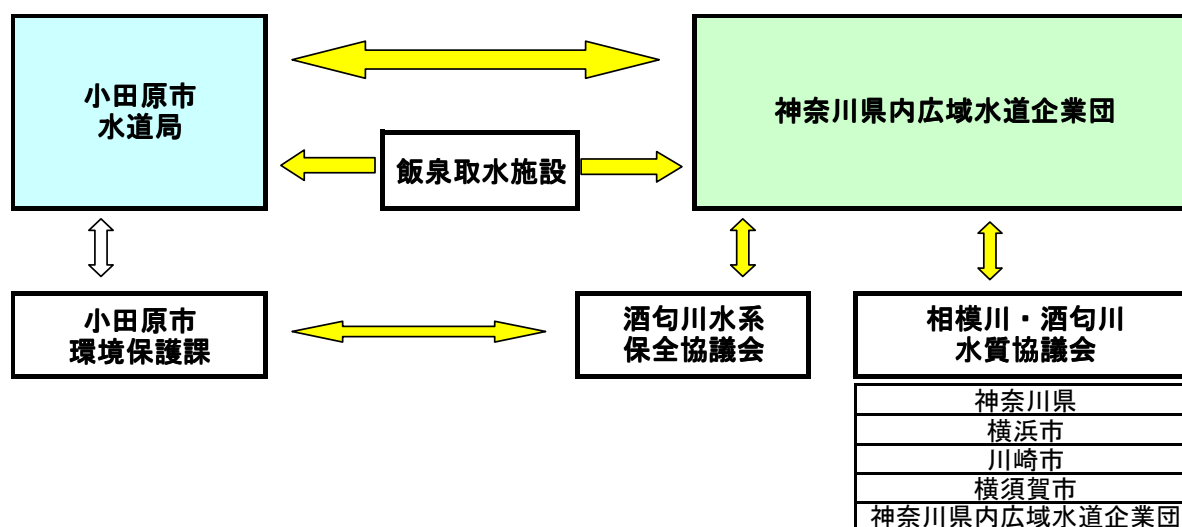 小田原市
水道局
神奈川県内広域水道企業団
飯泉取水施設
小田原市
環境保護課
酒匂川水系
保全協議会
相模川・酒匂川
水質協議会
神奈川県
横浜市
川崎市
横須賀市
神奈川県内広域水道企業団